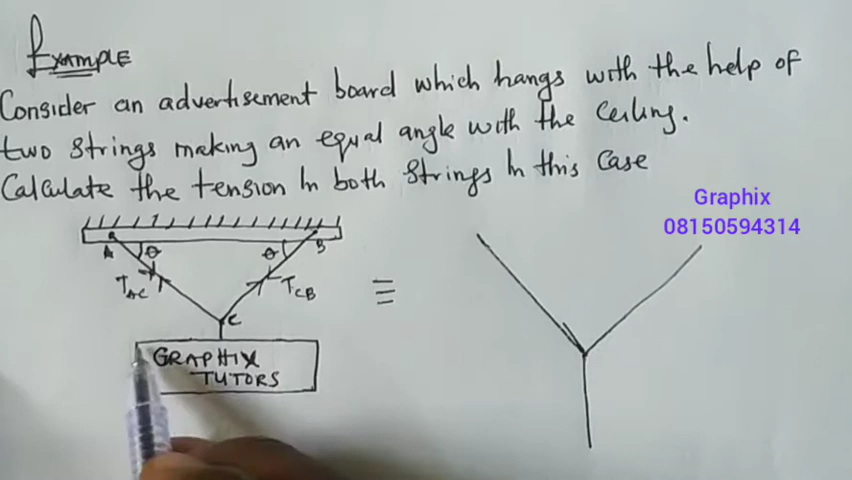 EXAMPLE
Consider an advertisement board which hangs with the help of
two strings making an equal angle with the Ceiling.
Calculate the tension in both strings in this Case
Graphix
08150594314
A θ θ B
TAC TCB
≡
C
GRAPHIX
TUTORS